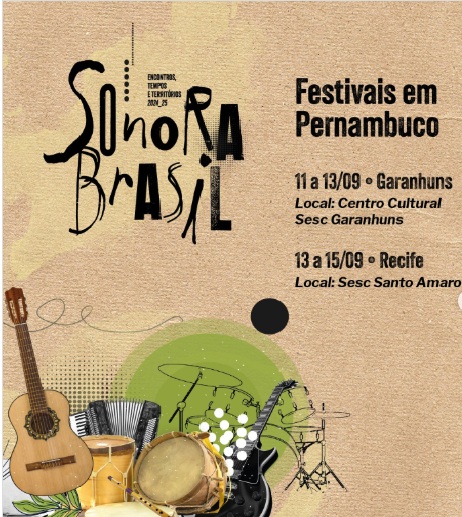 SONORA
BRASIL
ENCONTROS,
TEMPOS
E TERRITÓRIOS
2024_25
Festivais em
Pernambuco
11 a 13/09 • Garanhuns
Local: Centro Cultural
Sesc Garanhuns
13 a 15/09 • Recife
Local: Sesc Santo Amaro